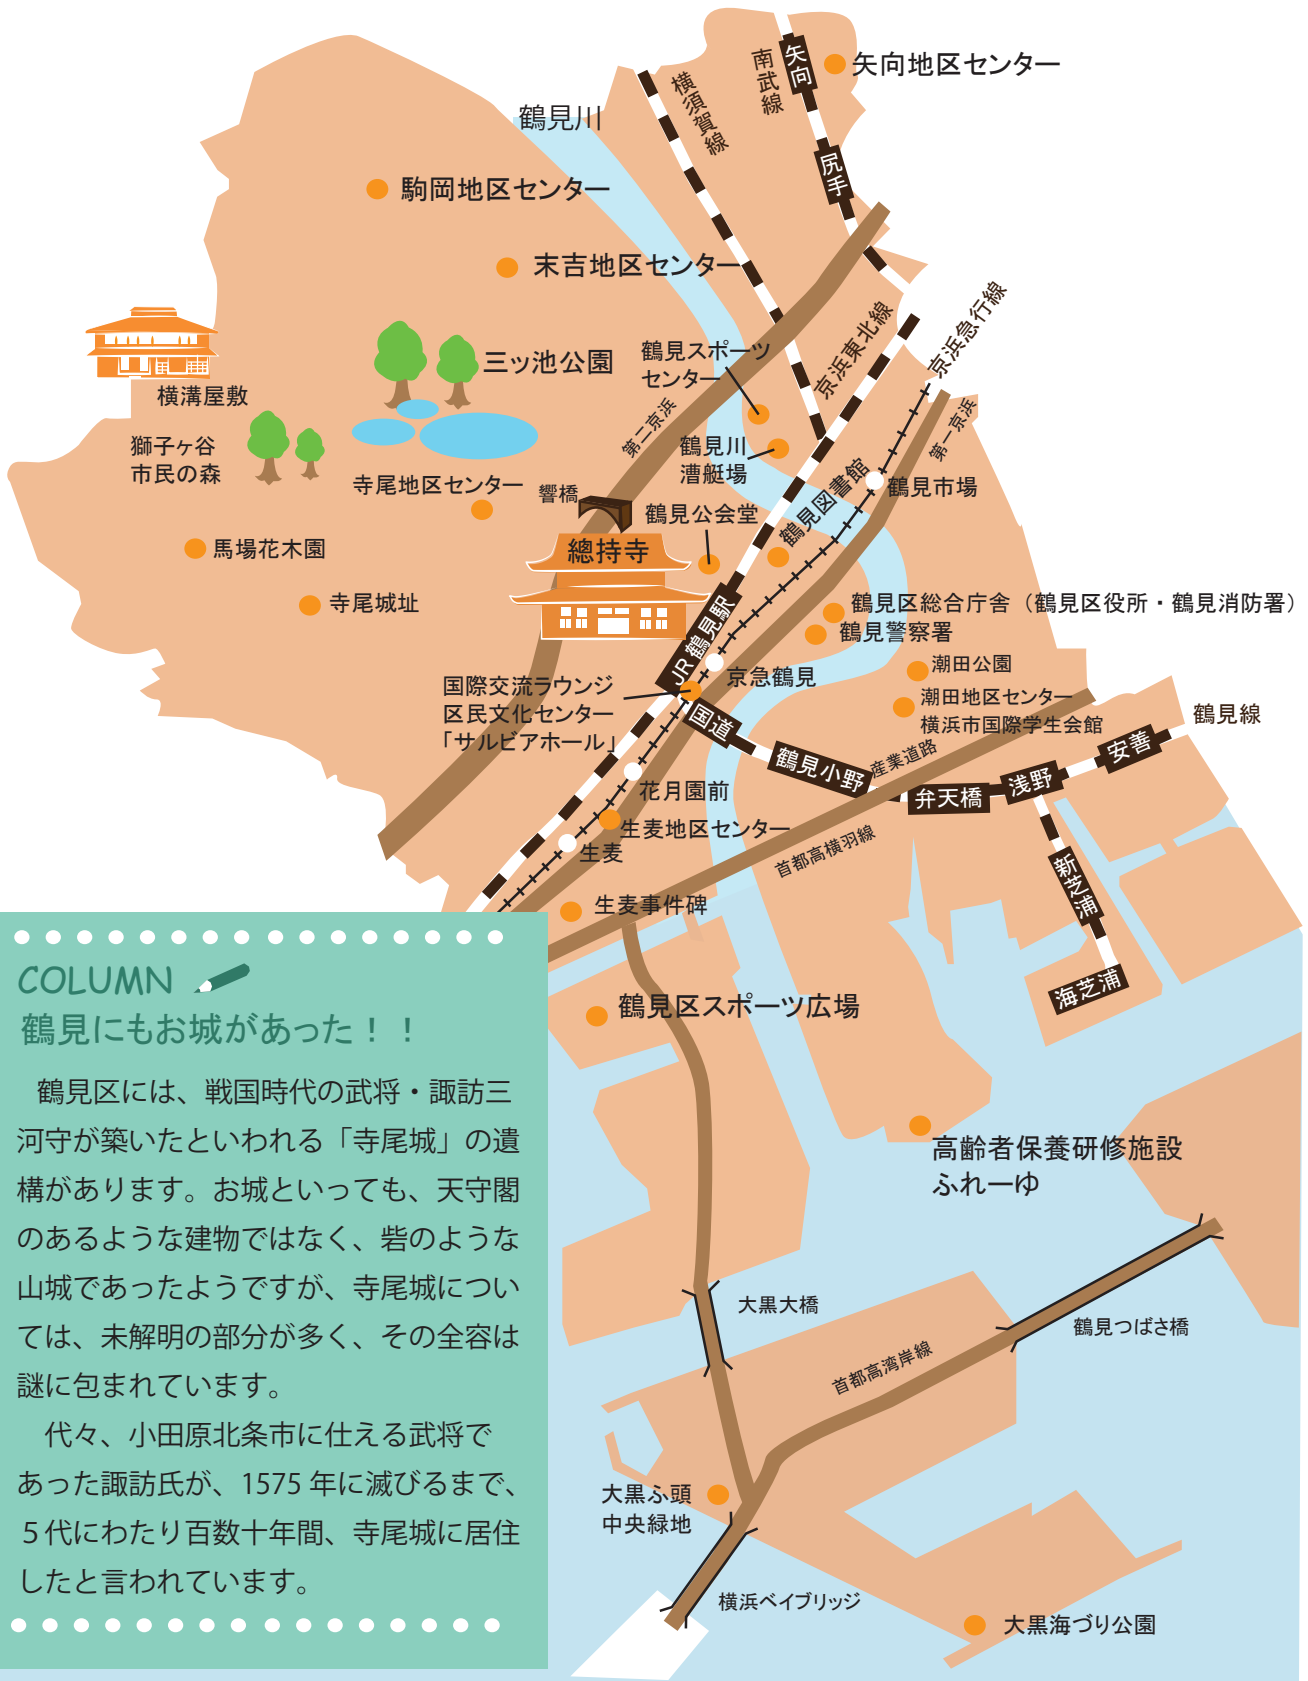 矢向
南武線
矢向地区センター
横須賀線
鶴見川
尻手
駒岡地区センター
末吉地区センター
京浜急行線
京浜東北線
鶴見スポーツ
センター
三ッ池公園
横溝屋敷
第二京浜
第一京浜
獅子ヶ谷
市民の森
鶴見川
漕艇場
鶴見図書館
鶴見市場
寺尾地区センター
響橋
鶴見公会堂
總持寺
馬場花木園
寺尾城址
鶴見区総合庁舎（鶴見区役所・鶴見消防署）
鶴見警察署
JR鶴見駅
京急鶴見
潮田公園
潮田地区センター
横浜市国際学生会館
国際交流ラウンジ
区民文化センター
「サルビアホール」
国道
鶴見線
安善
産業道路
鶴見小野
浅野
弁天橋
花月園前
生麦地区センター
首都高横羽線
生麦
新芝浦
生麦事件碑
海芝浦
鶴見区スポーツ広場
高齢者保養研修施設
ふれーゆ
大黒大橋
鶴見つばさ橋
首都高湾岸線
大黒ふ頭
中央緑地
横浜ベイブリッジ
大黒海づり公園
COLUMN
鶴見にもお城があった！！
鶴見区には、戦国時代の武将・諏訪三
河守が築いたといわれる「寺尾城」の遺
構があります。お城といっても、天守閣
のあるような建物ではなく、砦のような
山城であったようですが、寺尾城につい
ては、未解明の部分が多く、その全容は
謎に包まれています。
代々、小田原北条市に仕える武将で
あった諏訪氏が、1575 年に滅びるまで、
５代にわたり百数十年間、寺尾城に居住
したと言われています。